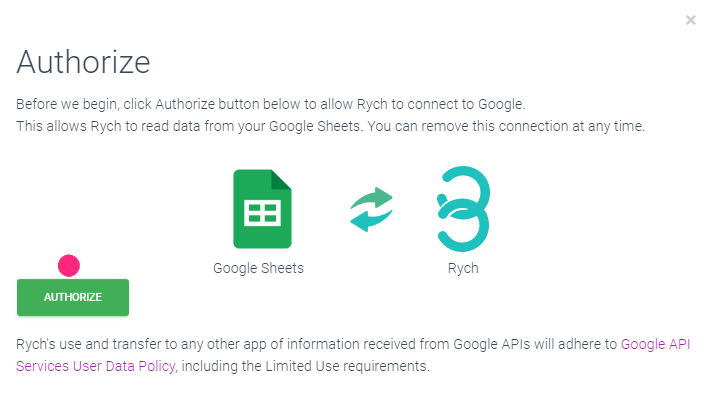 Authorize
Before we begin, click Authorize button below to allow Rych to connect to Google.
This allows Rych to read data from your Google Sheets. You can remove this connection at any time.
Google Sheets
Rych
AUTHORIZE
Rych's use and transfer to any other app of information received from Google APIs will adhere to Google API
Services User Data Policy, including the Limited Use requirements.